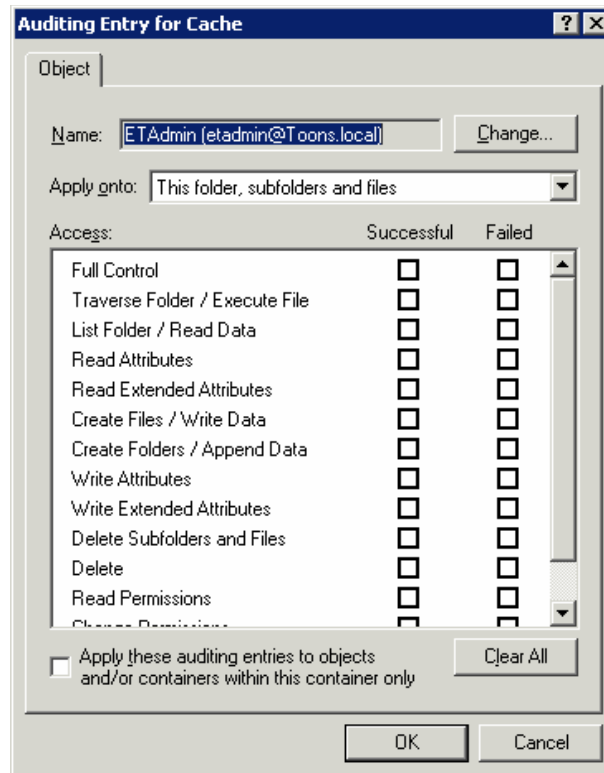 Auditing Entry for Cache
Object
Name: ETAdmin (etadmin@Toons.local) Change...
Apply onto: This folder, subfolders and files
Access: Successful Failed
Full Control
Traverse Folder / Execute File
List Folder / Read Data
Read Attributes
Read Extended Attributes
Create Files / Write Data
Create Folders / Append Data
Write Attributes
Write Extended Attributes
Delete Subfolders and Files
Delete
Read Permissions
Change Permissions
Apply these auditing entries to objects Clear All
and/or containers within this container only
OK Cancel